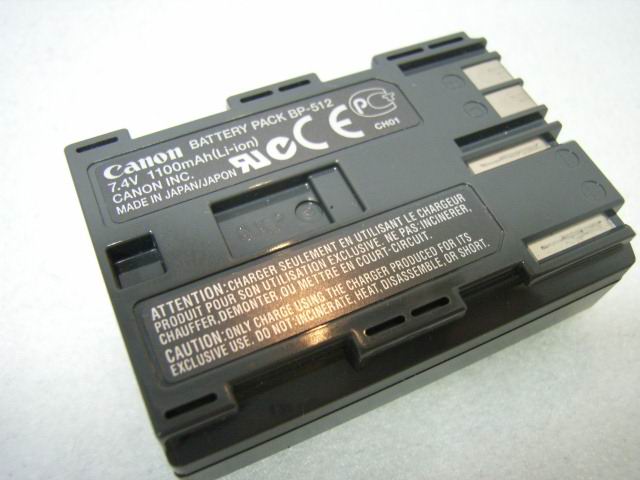 Canon BATTERY PACK BP-512
7.4V 1100mAh(Li-ion)
CANON INC.
MADE IN JAPAN/JAPON
CE
CH01
ATTENTION: CHARGER SEULEMENT EN UTILISANT LE CHARGEUR
PRODUIT POUR SON UTILISATION. NE PAS:INCINERER,
CHAUFFER, DEMONTER, OU METTRE EN COURT-CIRCUIT.
CAUTION:ONLY CHARGE USING THE CHARGER FOR ITS
EXCLUSIVE USE. DO NOT:INCINERATE,HEAT, DISASSEMBLE, OR SHORT.